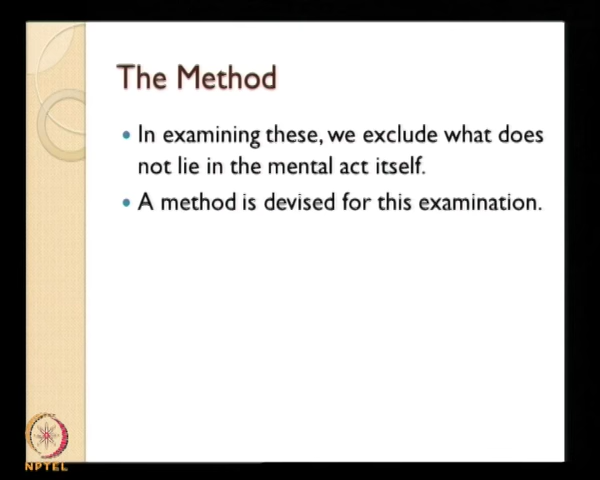 The Method
• In examining these, we exclude what does
not lie in the mental act itself.
• A method is devised for this examination.
NPTEL